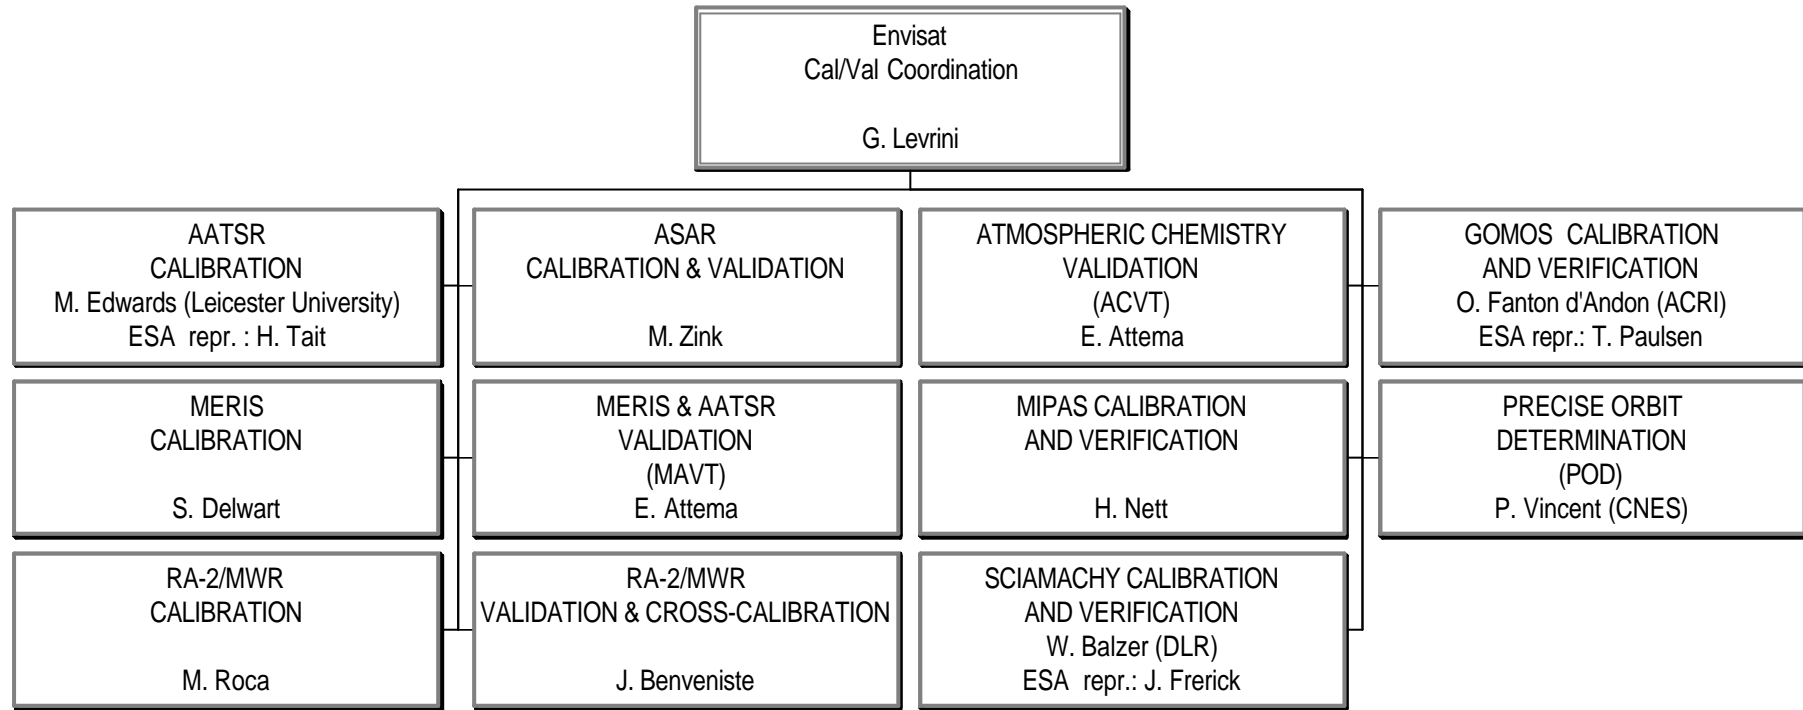 Envisat
Cal/Val Coordination
G. Levrini
AATSR
CALIBRATION
M. Edwards (Leicester University)
ESA repr. : H. Tait
ASAR
CALIBRATION & VALIDATION
M. Zink
ATMOSPHERIC CHEMISTRY
VALIDATION
(ACVT)
E. Attema
GOMOS CALIBRATION
AND VERIFICATION
O. Fanton d'Andon (ACRI)
ESA repr.: T. Paulsen
MERIS
CALIBRATION
S. Delwart
MERIS & AATSR
VALIDATION
(MAVT)
E. Attema
MIPAS CALIBRATION
AND VERIFICATION
H. Nett
PRECISE ORBIT
DETERMINATION
(POD)
P. Vincent (CNES)
RA-2/MWR
CALIBRATION
M. Roca
RA-2/MWR
VALIDATION & CROSS-CALIBRATION
J. Benveniste
SCIAMACHY CALIBRATION
AND VERIFICATION
W. Balzer (DLR)
ESA repr.: J. Frerick